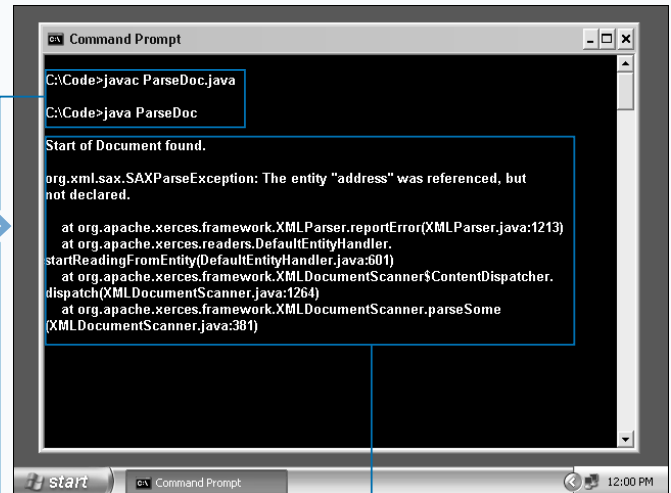 Command Prompt
C:\Code>javac ParseDoc.java
C:\Code>java ParseDoc
Start of Document found.
org.xml.sax.SAXParseException: The entity "address" was referenced, but
not declared.
at org.apache.xerces.framework.XMLParser.reportError(XMLParser.java:1213)
at org.apache.xerces.readers.DefaultEntityHandler.
startReadingFromEntity(DefaultEntityHandler.java:601)
at org.apache.xerces.framework.XMLDocumentScanner$ContentDispatcher.
dispatch(XMLDocumentScanner.java:1264)
at org.apache.xerces.framework.XMLDocumentScanner.parseSome
(XMLDocumentScanner.java:381)
start
Command Prompt
12:00 PM